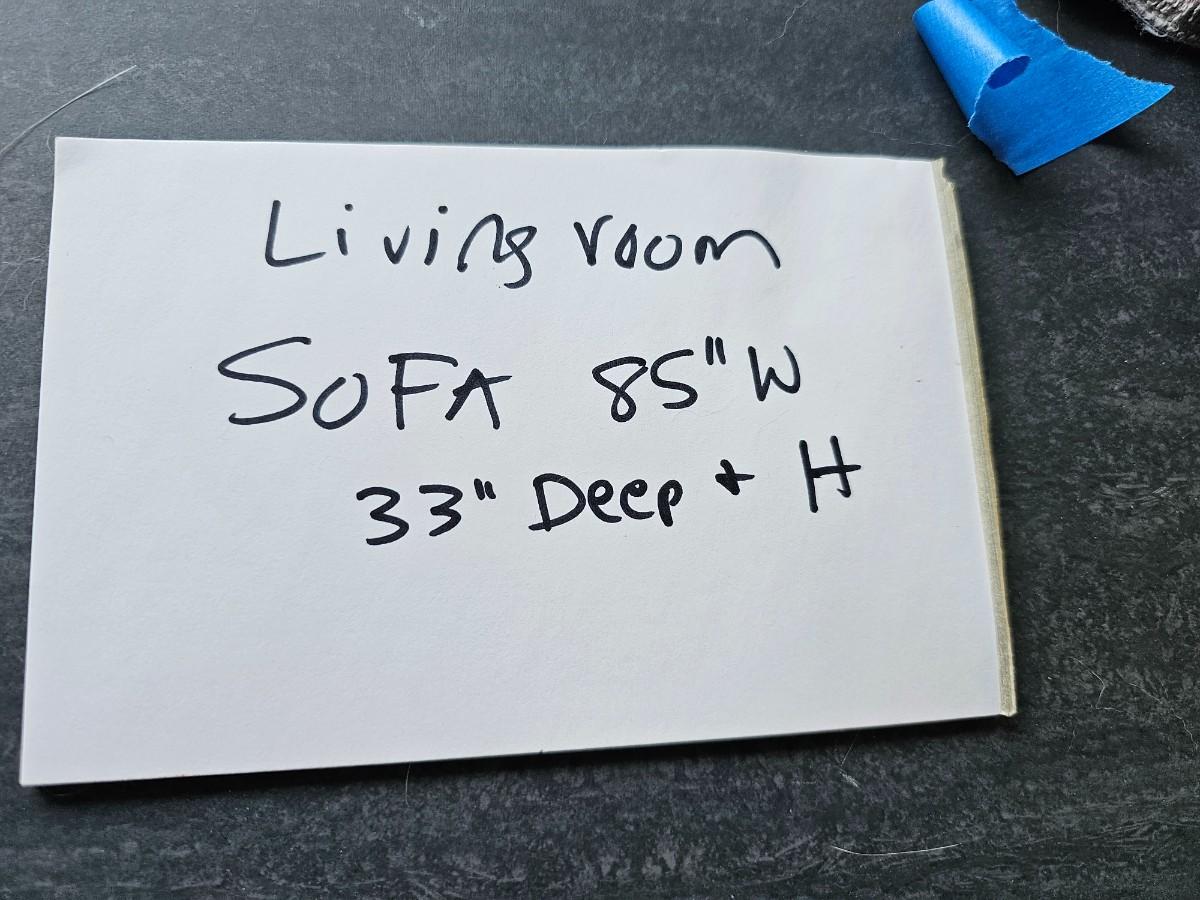 Living room
SOFA 85" W
33" Deep + H